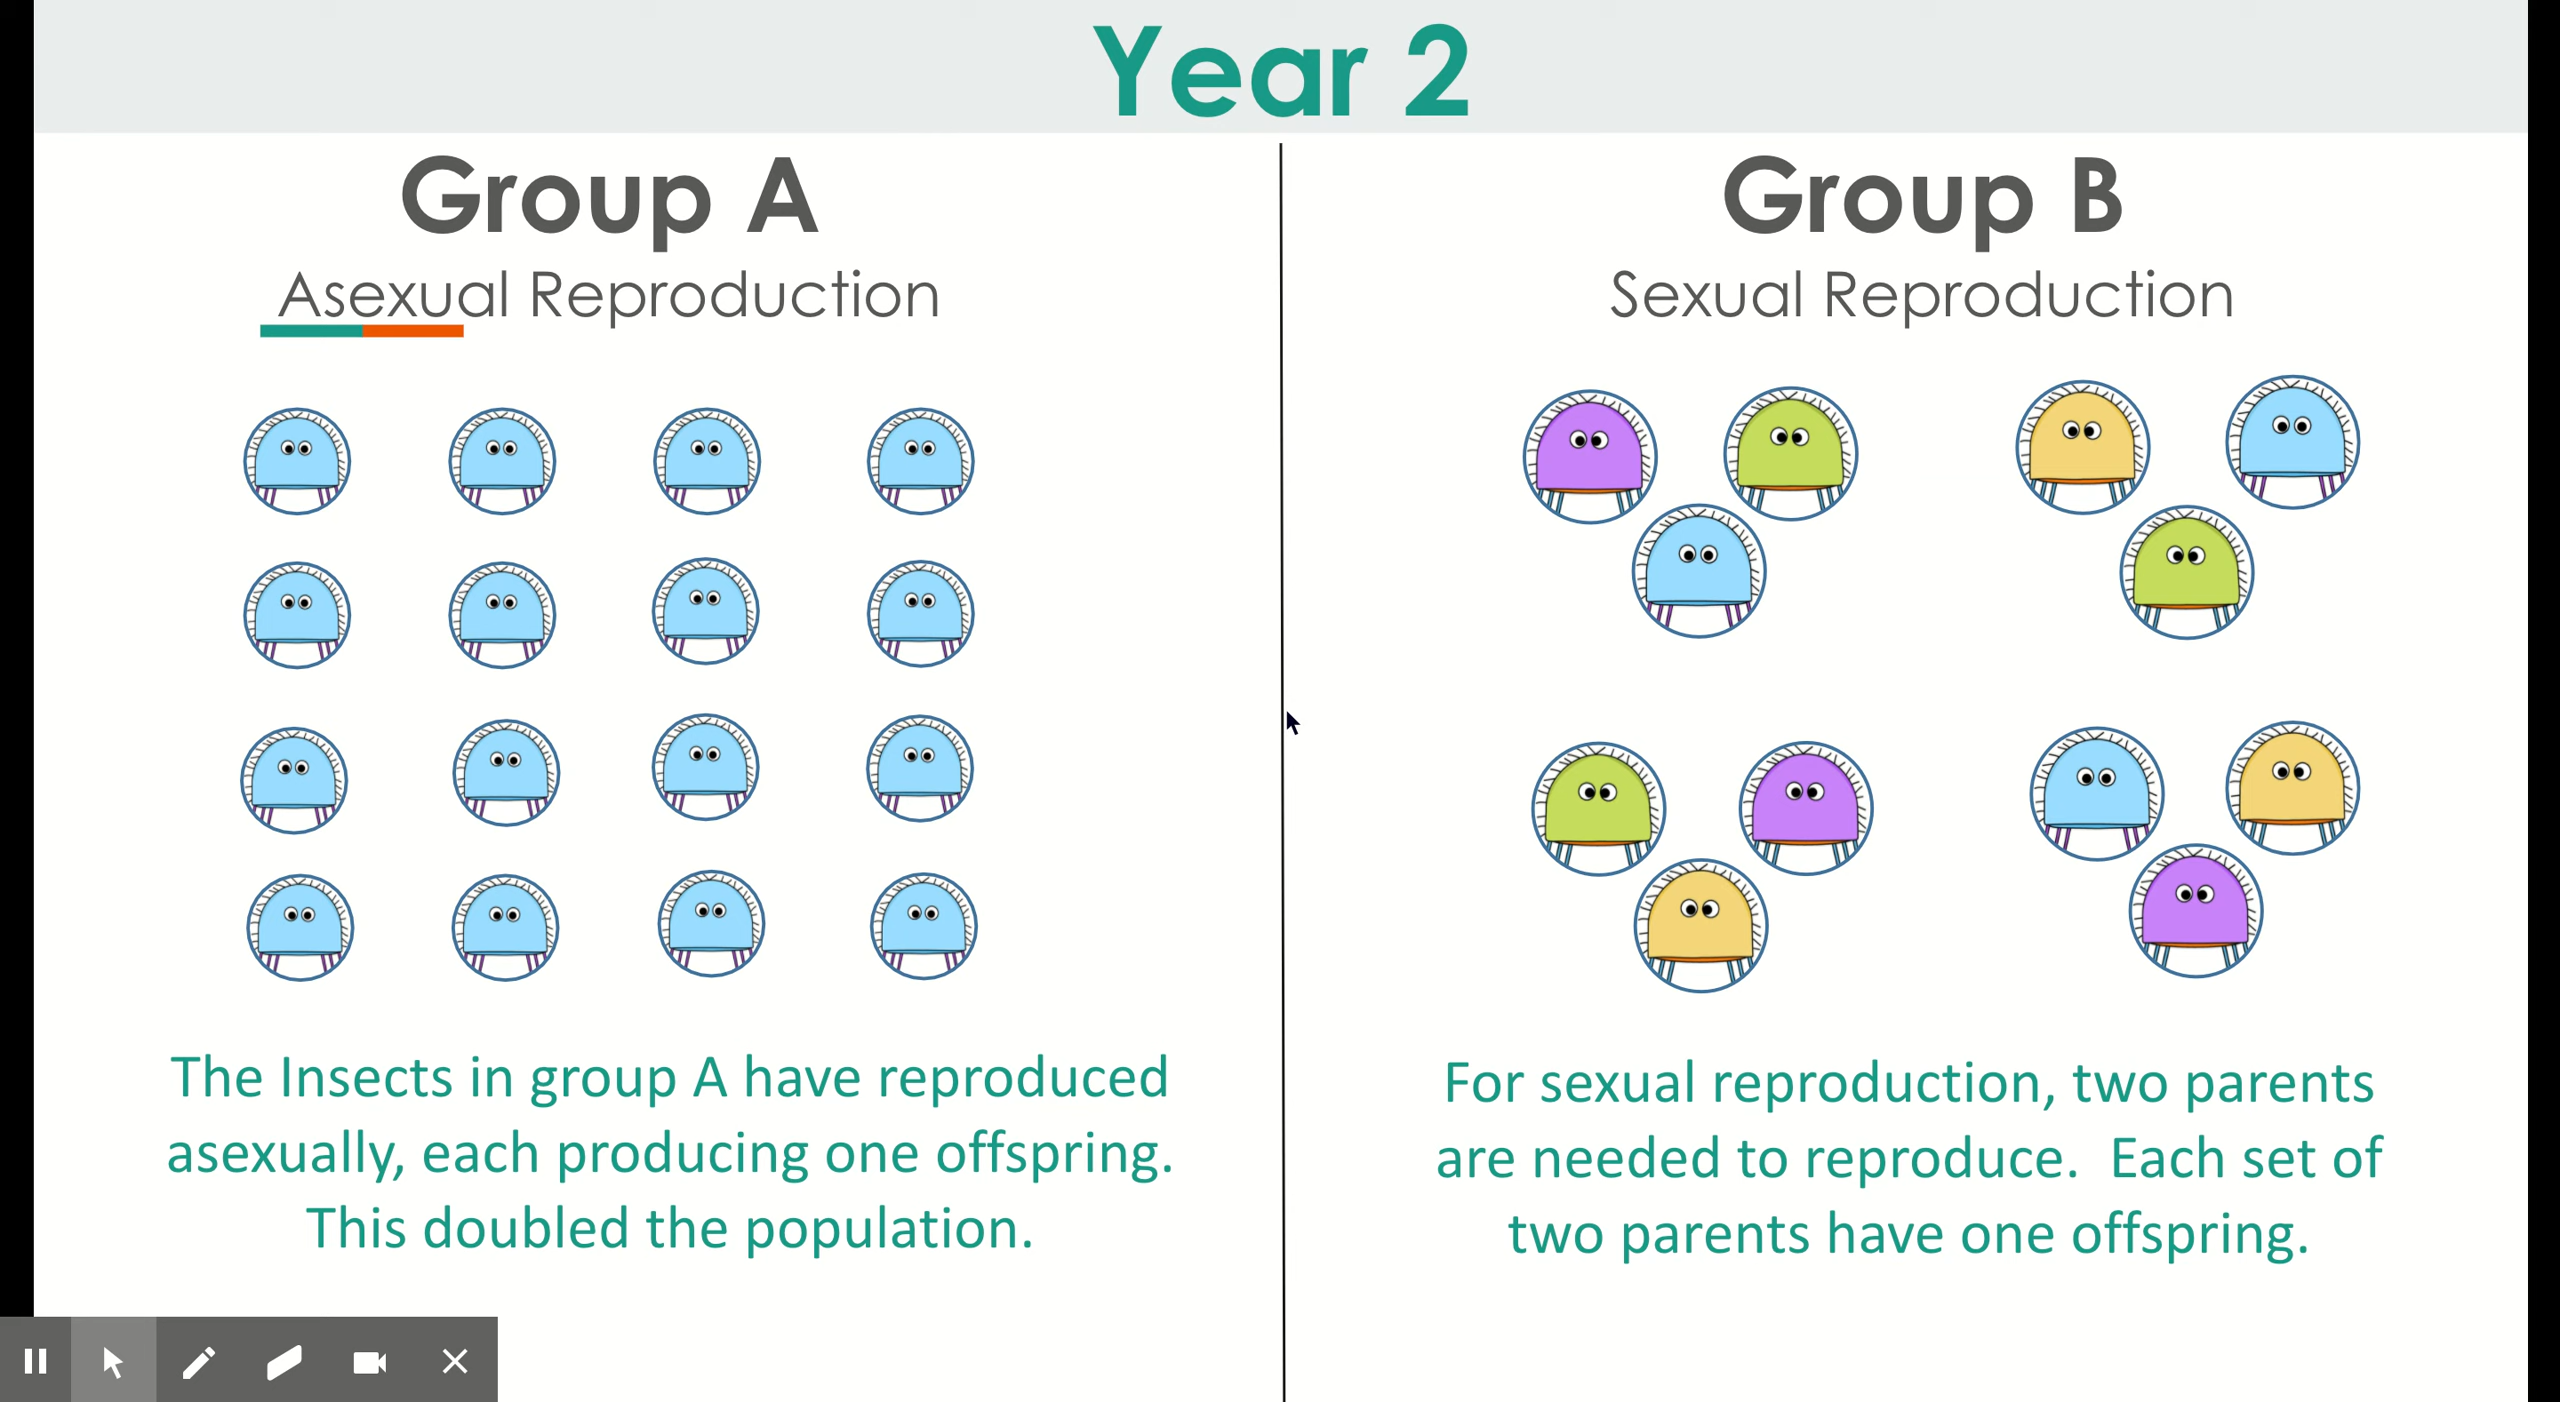 Year 2
Group A
Asexual Reproduction
The Insects in group A have reproduced
asexually, each producing one offspring.
This doubled the population.
Group B
Sexual Reproduction
For sexual reproduction, two parents
are needed to reproduce.  Each set of
two parents have one offspring.